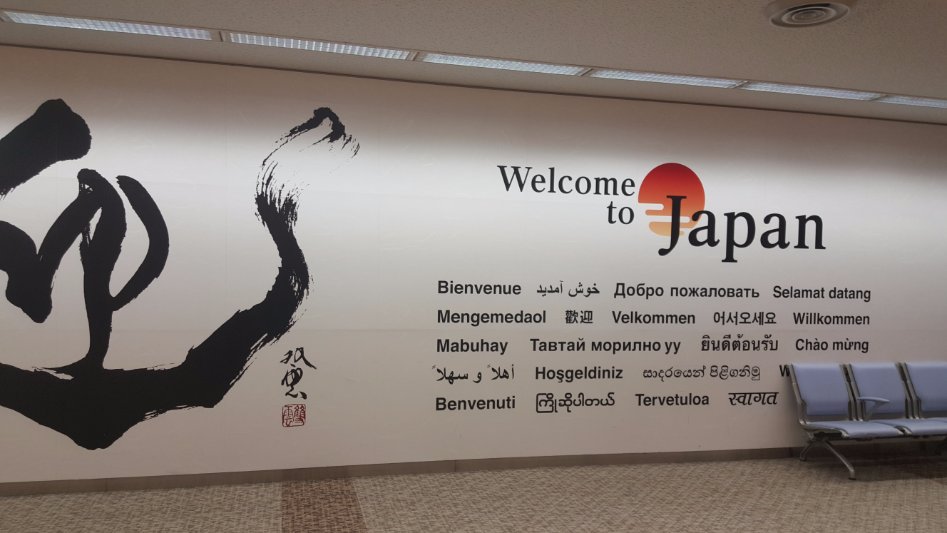 Welcome
to Japan
Bienvenue خوش آمدید Добро пожаловать Selamat datang
Mengemedaol 歡迎 Velkommen 어서오세요 Willkommen
Mabuhay Тавтай морилно уу ยินดีต้อนรับ Chào mừng
أهلاً و سهلاً Hoşgeldiniz සාදරයෙන් පිළිගනිමු
Benvenuti ကြိုဆိုပါတယ် Tervetuloa स्वागत